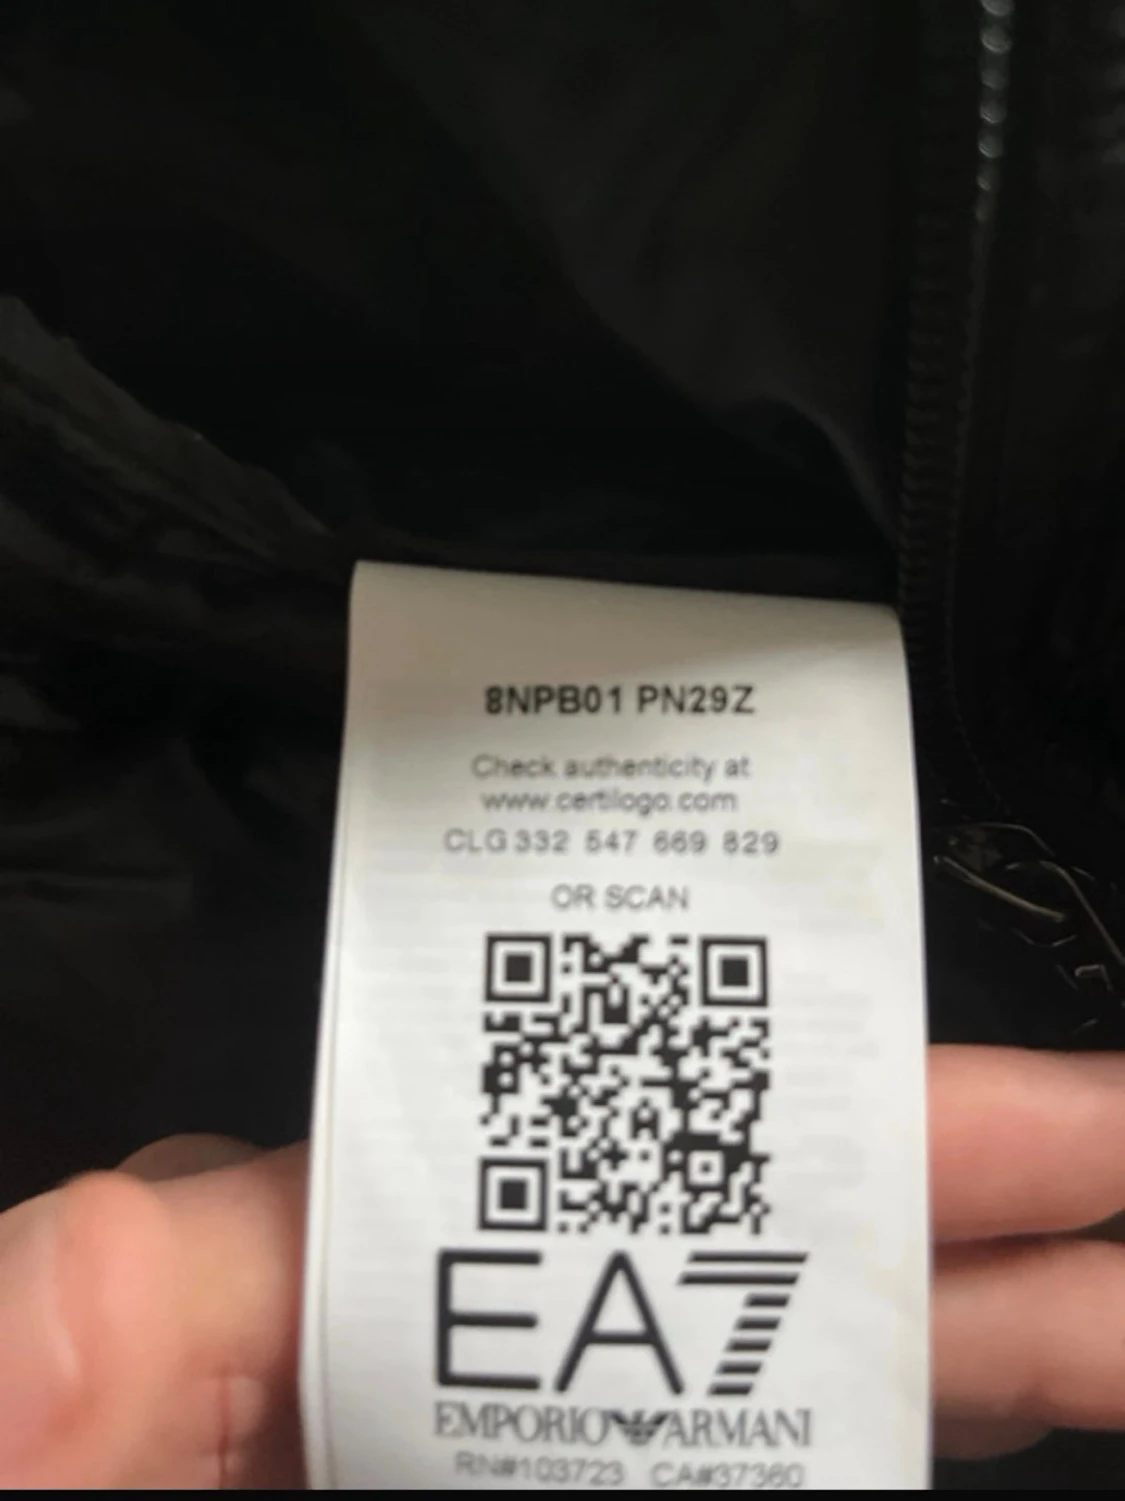 8NPB01 PN29Z
Check authenticity at
www.certilogo.com
CLG 332 547 669 829
OR SCAN
EA7
EMPORIO ARMANI
RN#103723 CA#37360